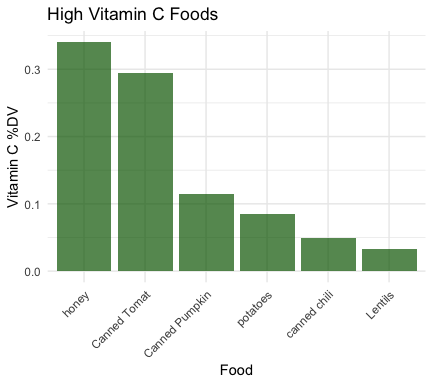 High Vitamin C Foods
Vitamin C %DV
0.3
0.2
0.1
0.0
honey
Canned Tomat
Canned Pumpkin
potatoes
canned chili
Lentils
Food